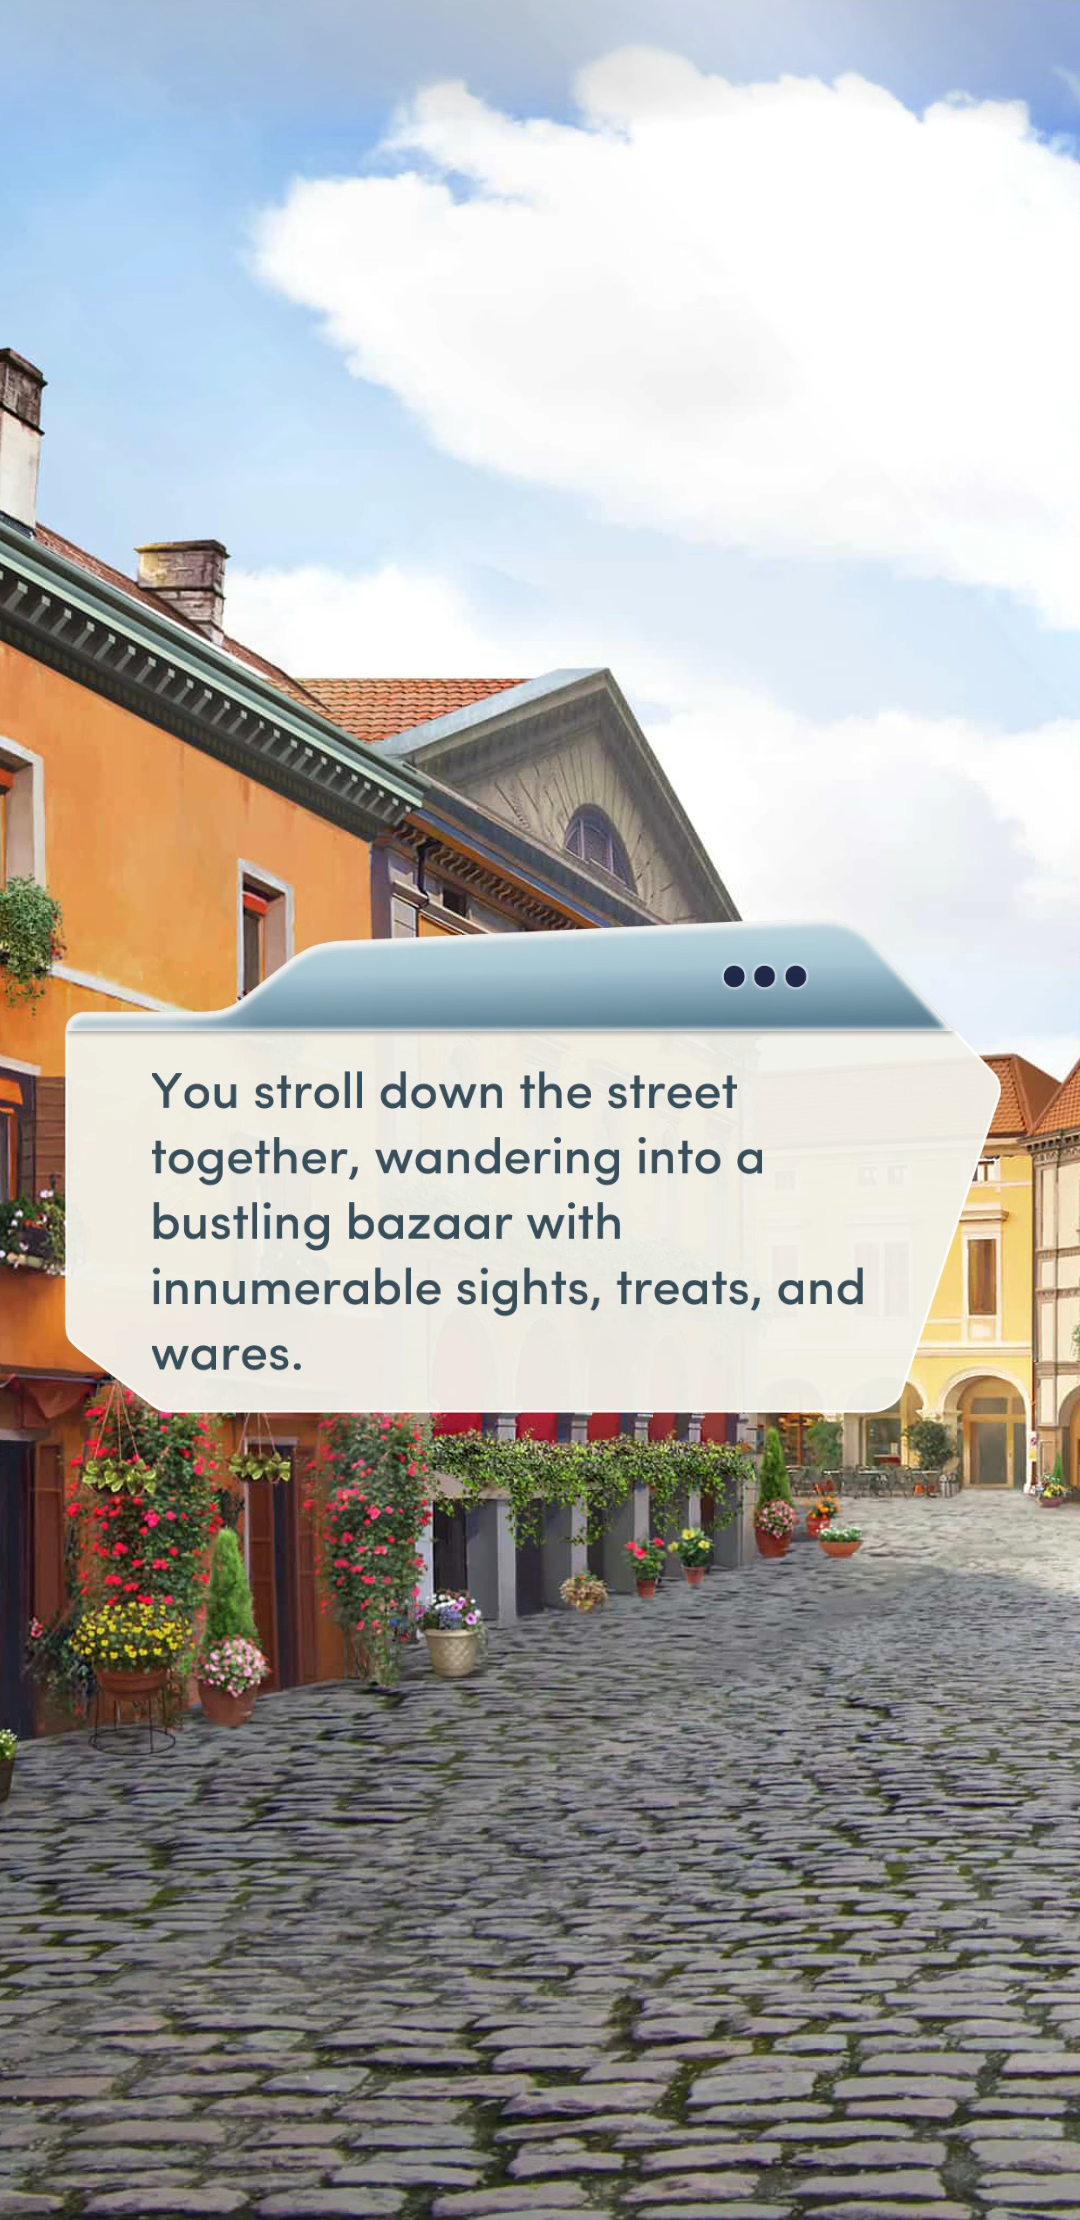 You stroll down the street
together, wandering into a
bustling bazaar with
innumerable sights, treats, and
wares.